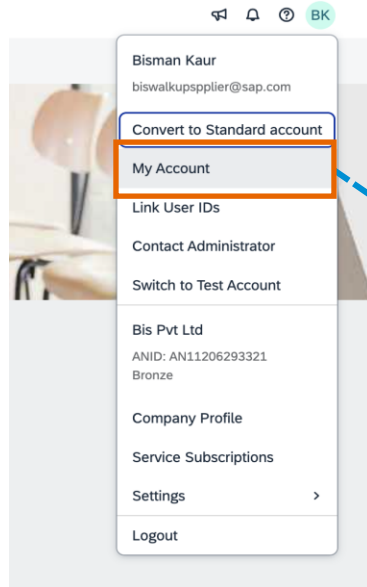 BK
Bisman Kaur
biswalkupspplier@sap.com
Convert to Standard account
My Account
Link User IDs
Contact Administrator
Switch to Test Account
Bis Pvt Ltd
ANID: AN11206293321
Bronze
Company Profile
Service Subscriptions
Settings
Logout